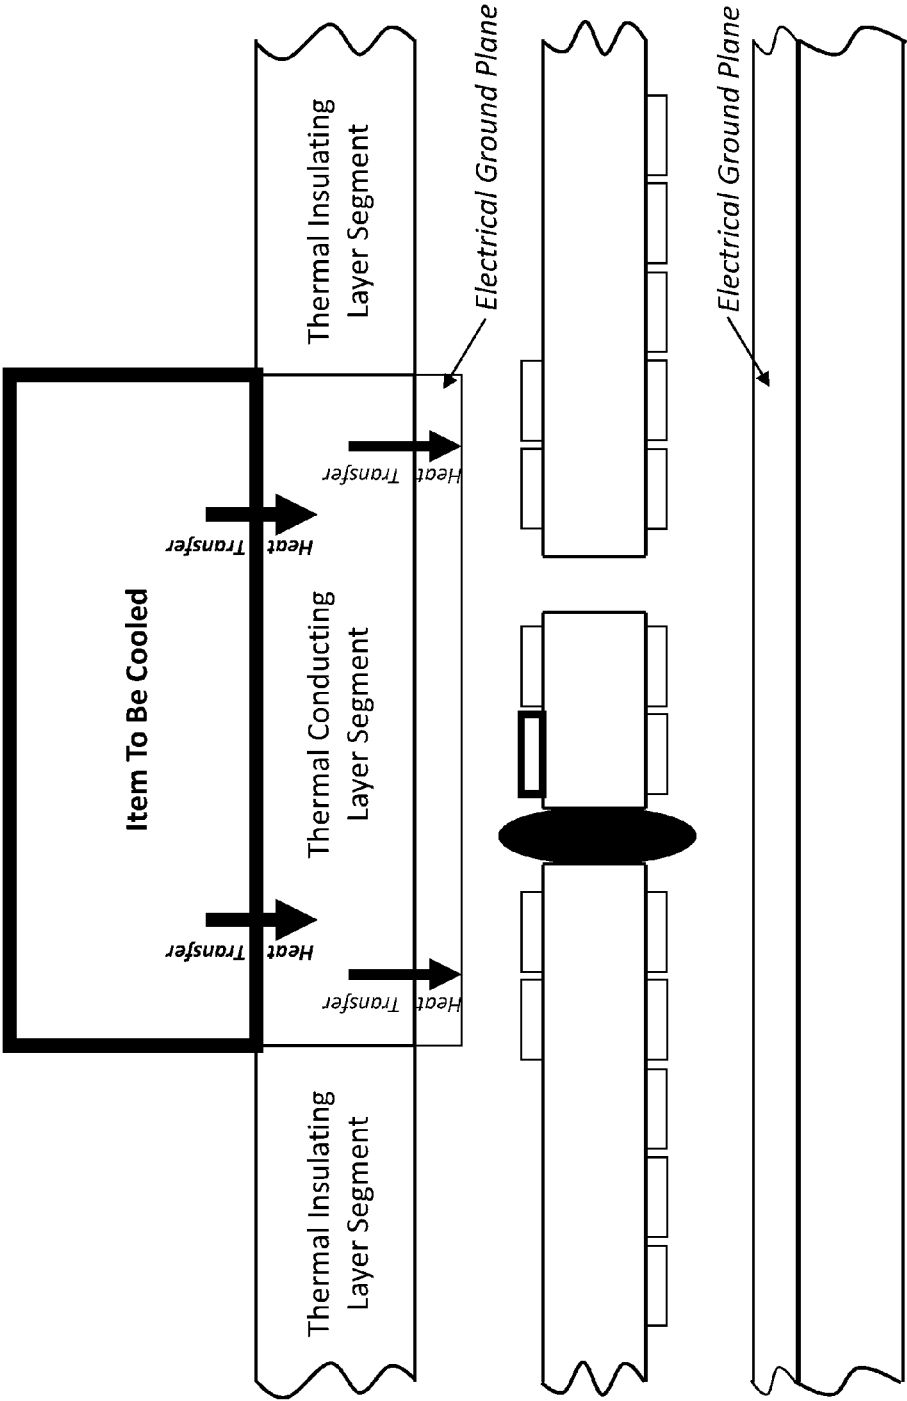 Item To Be Cooled
Heat
Transfer
Heat
Transfer
Thermal Insulating
Layer Segment
Thermal Conducting
Layer Segment
Thermal Insulating
Layer Segment
Heat
Transfer
Heat
Transfer
Electrical Ground Plane
Electrical Ground Plane